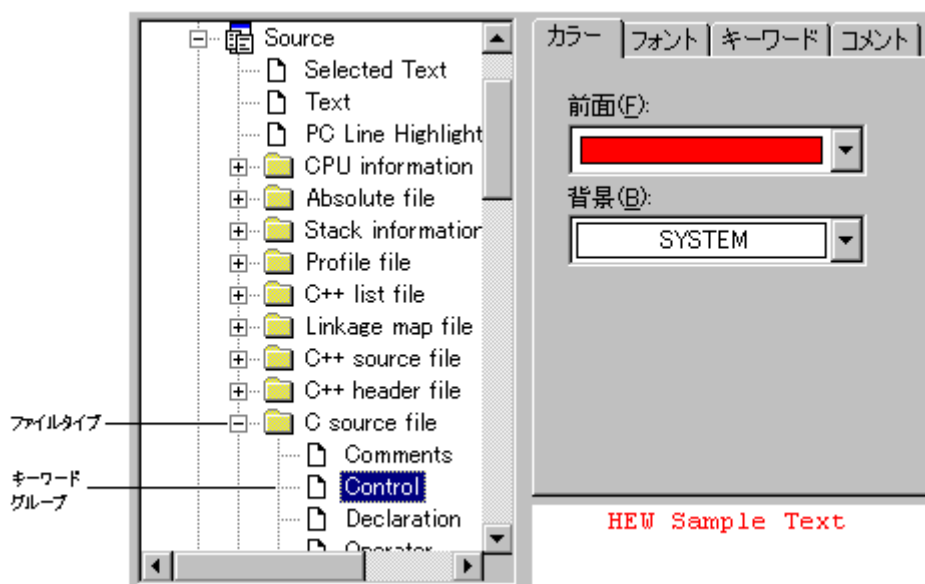 Source
Selected Text
Text
PC Line Highlight
CPU information
Absolute file
Stack information
Profile file
C++ list file
Linkage map file
C++ source file
C++ header file
C source file
Comments
Control
Declaration
Operator
ファイルタイプ
キーワード
グループ
カラー フォント キーワード コメント
前面(F):
背景(B):
SYSTEM
HEW Sample Text